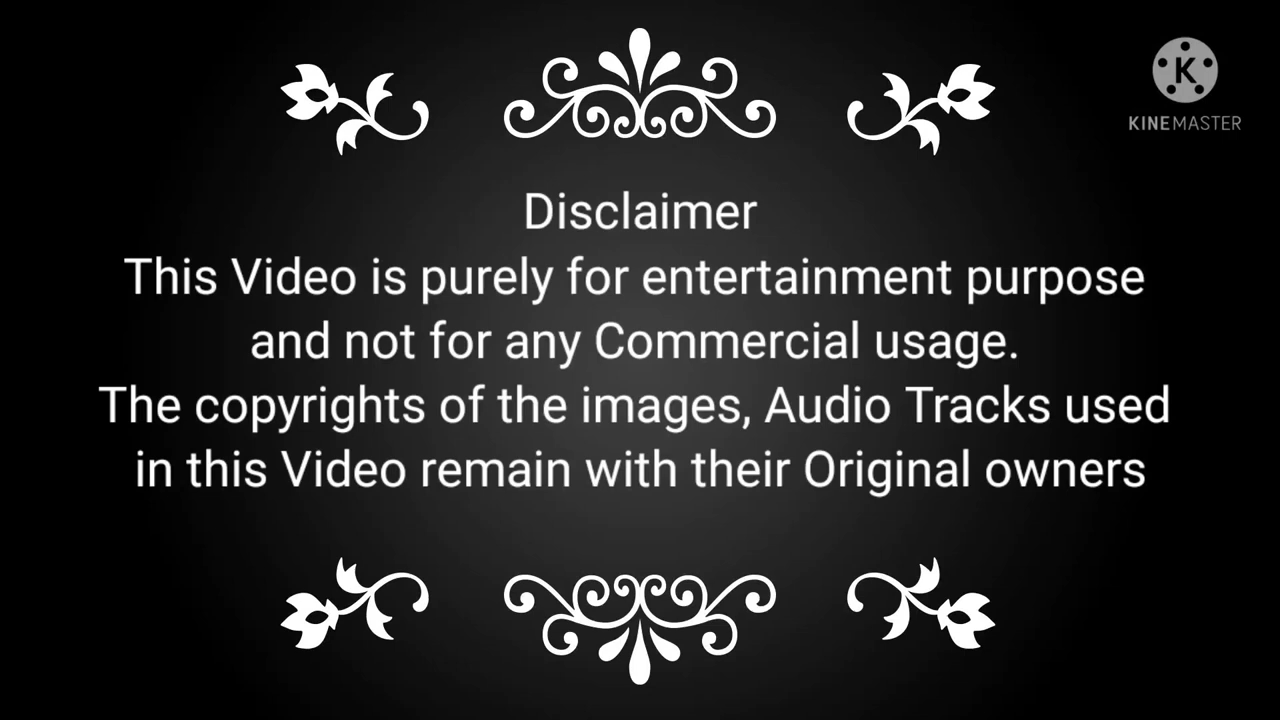 K
KINEMASTER
Disclaimer
This Video is purely for entertainment purpose
and not for any Commercial usage.
The copyrights of the images, Audio Tracks used
in this Video remain with their Original owners